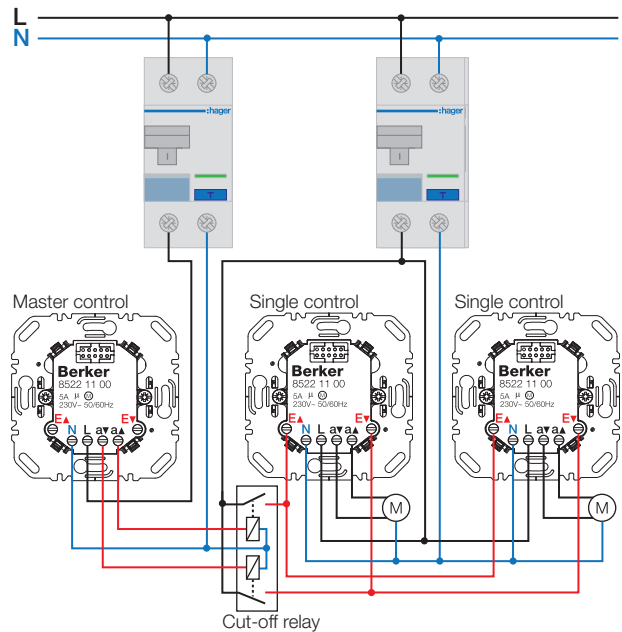 L
N
:hager
:hager
I
I
T
T
Master control
Single control
Single control
Berker
8522 11 00
5A µ M
230V~ 50/60Hz
E▲ N L a▼ a▲ E▼
Berker
8522 11 00
5A µ M
230V~ 50/60Hz
E▲ N L a▼ a▲ E▼
Berker
8522 11 00
5A µ M
230V~ 50/60Hz
E▲ N L a▼ a▲ E▼
M
M
Cut-off relay